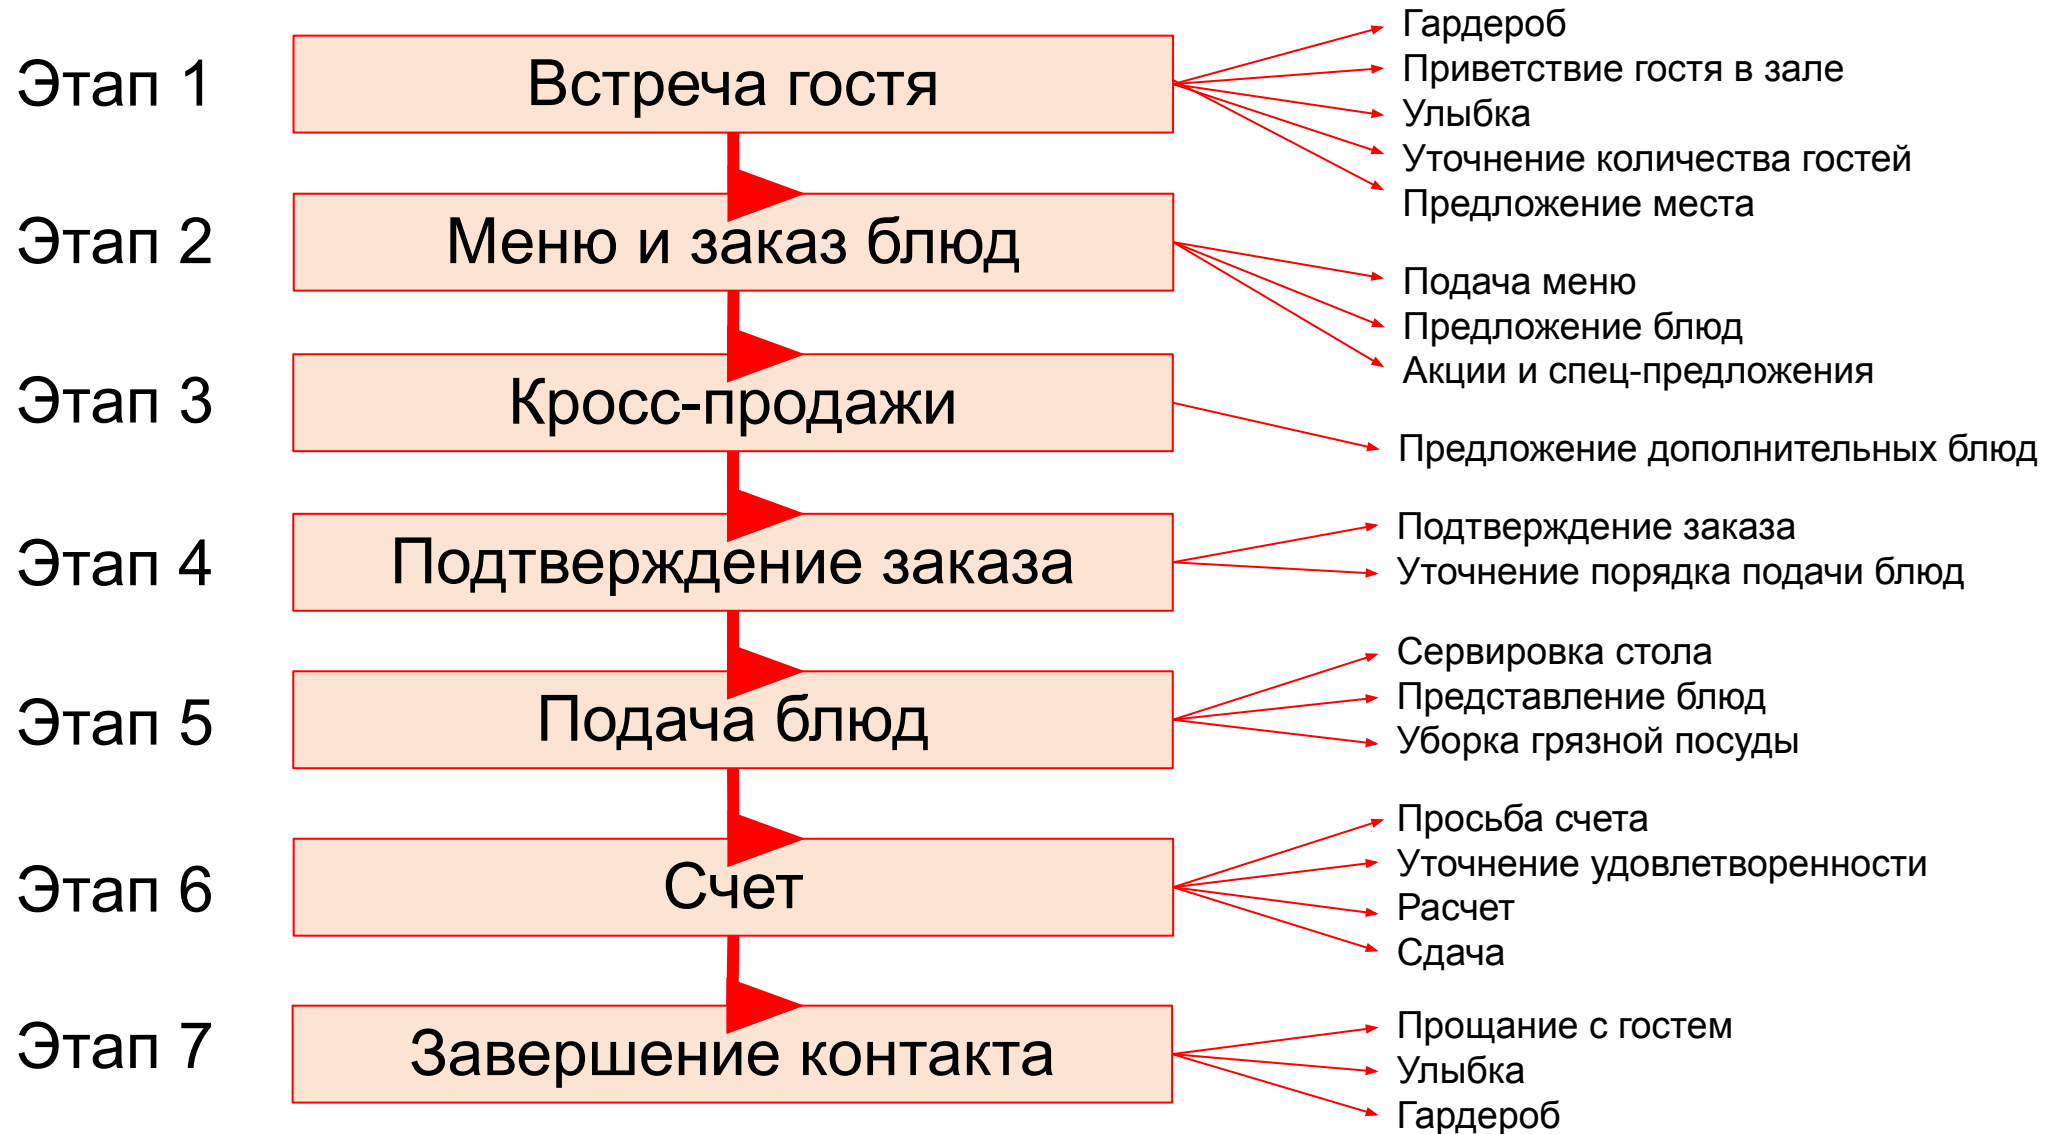 Этап 1
Встреча гостя
Гардероб
Приветствие гостя в зале
Улыбка
Уточнение количества гостей
Предложение места
Этап 2
Меню и заказ блюд
Подача меню
Предложение блюд
Акции и спец-предложения
Этап 3
Кросс-продажи
Предложение дополнительных блюд
Этап 4
Подтверждение заказа
Подтверждение заказа
Уточнение порядка подачи блюд
Этап 5
Подача блюд
Сервировка стола
Представление блюд
Уборка грязной посуды
Этап 6
Счет
Просьба счета
Уточнение удовлетворенности
Расчет
Сдача
Этап 7
Завершение контакта
Прощание с гостем
Улыбка
Гардероб